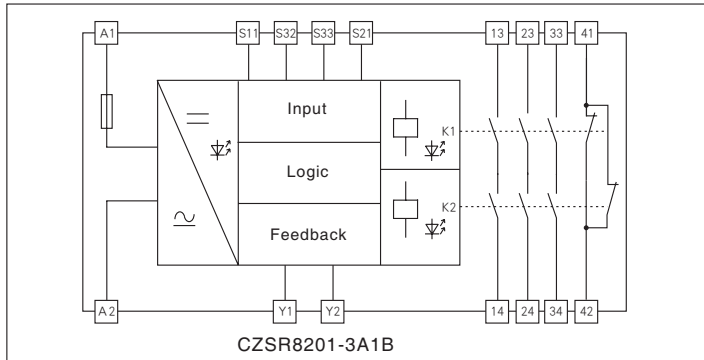 A1 S11 S32 S33 S21 13 23 33 41
Input
K1
Logic
K2
Feedback
A2 Y1 Y2 14 24 34 42
CZSR8201-3A1B